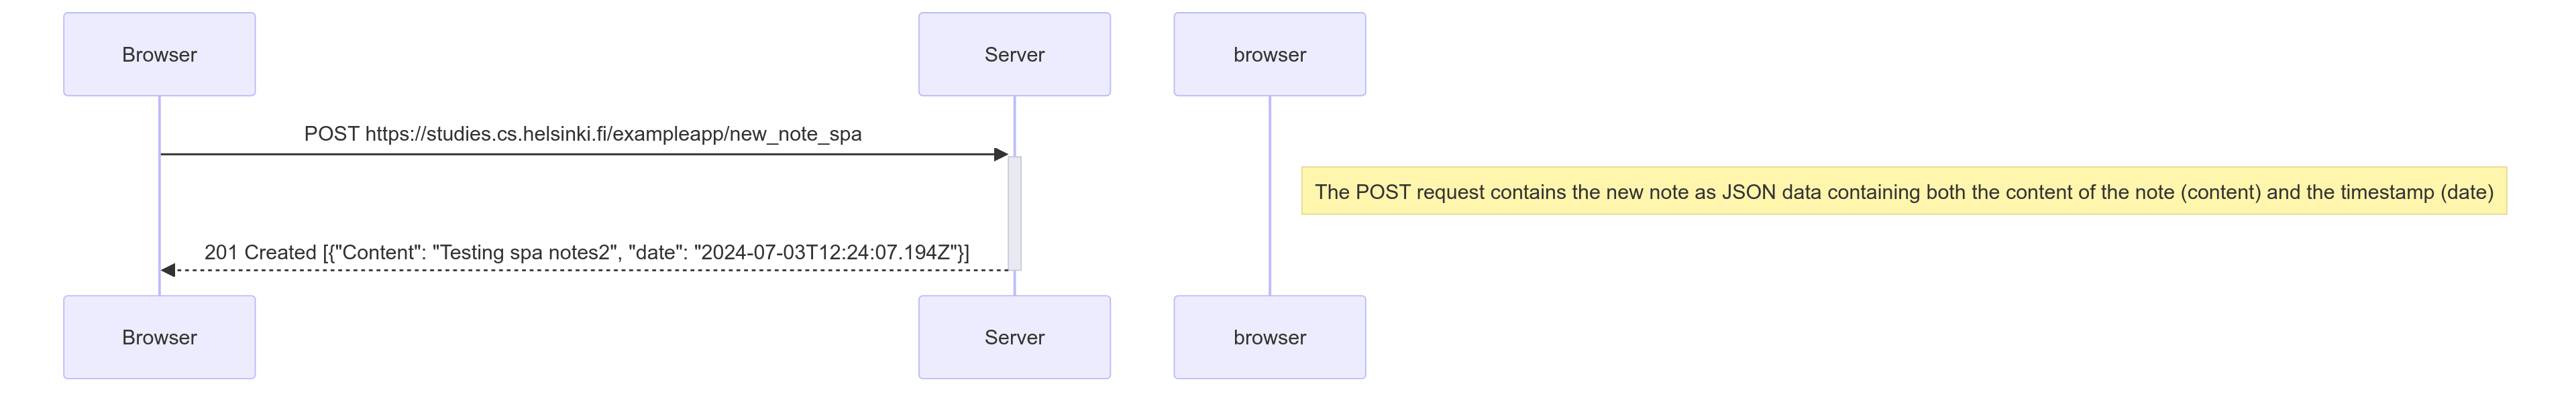 Browser
Server
browser
POST https://studies.cs.helsinki.fi/exampleapp/new_note_spa
The POST request contains the new note as JSON data containing both the content of the note (content) and the timestamp (date)
201 Created [{"Content": "Testing spa notes2", "date": "2024-07-03T12:24:07.194Z"}]
Browser
Server
browser